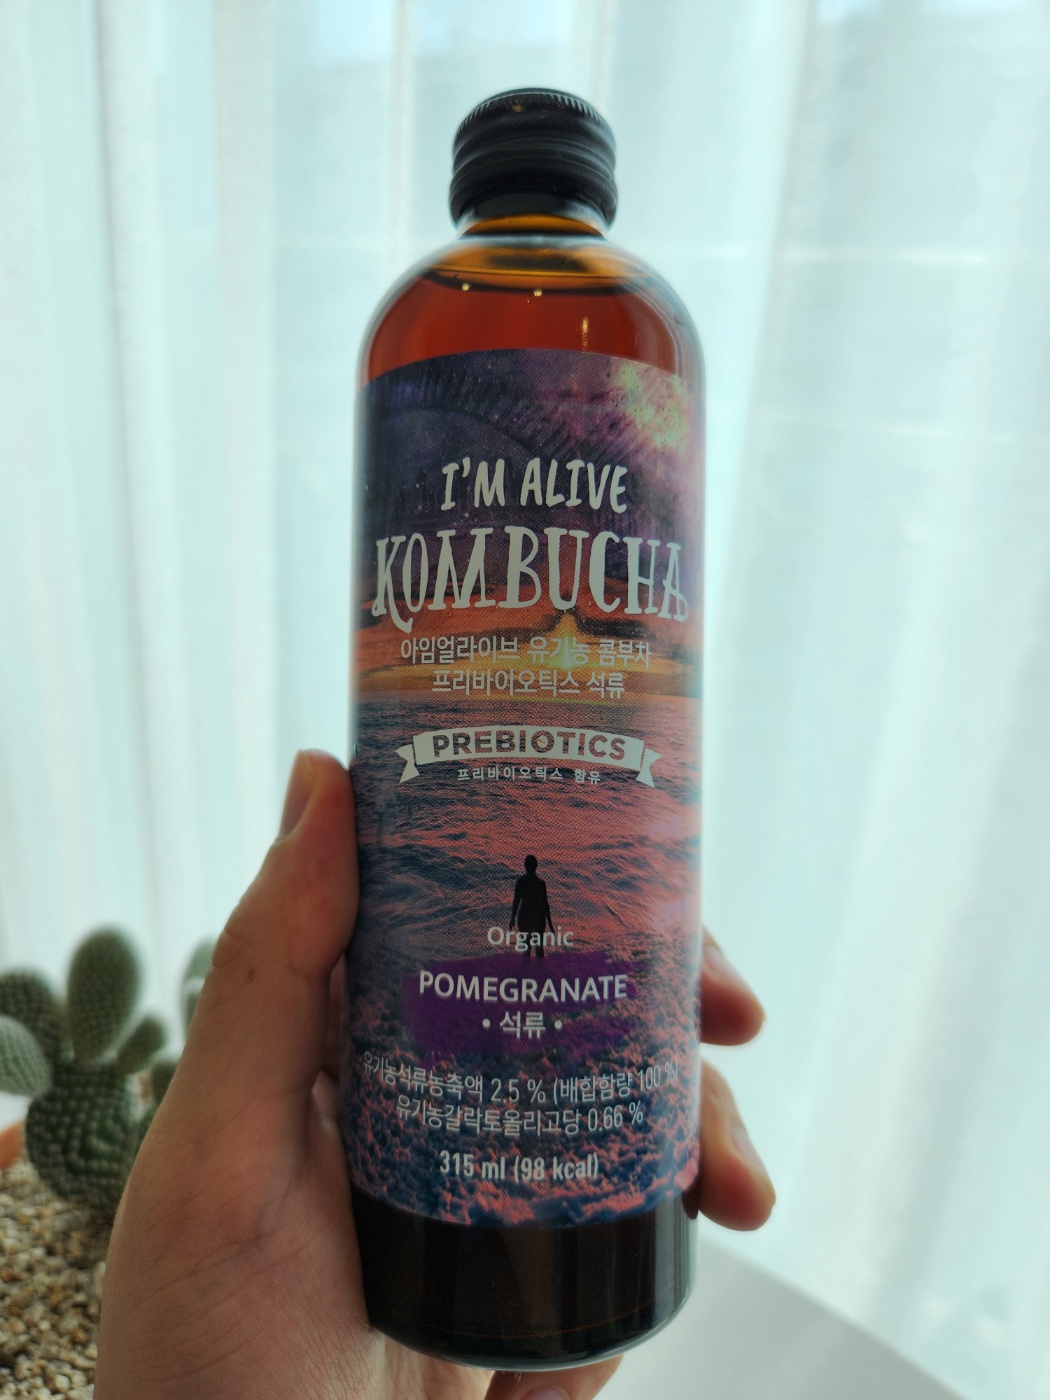 I'M ALIVE
KOMBUCHA
아임얼라이브 유기농 콤부차
프리바이오틱스 석류
PREBIOTICS
프리바이오틱스 함유
Organic
POMEGRANATE
• 석류 •
유기농석류농축액 2.5 % (배합함량 100 %)
유기농갈락토올리고당 0.66 %
315 ml (98 kcal)